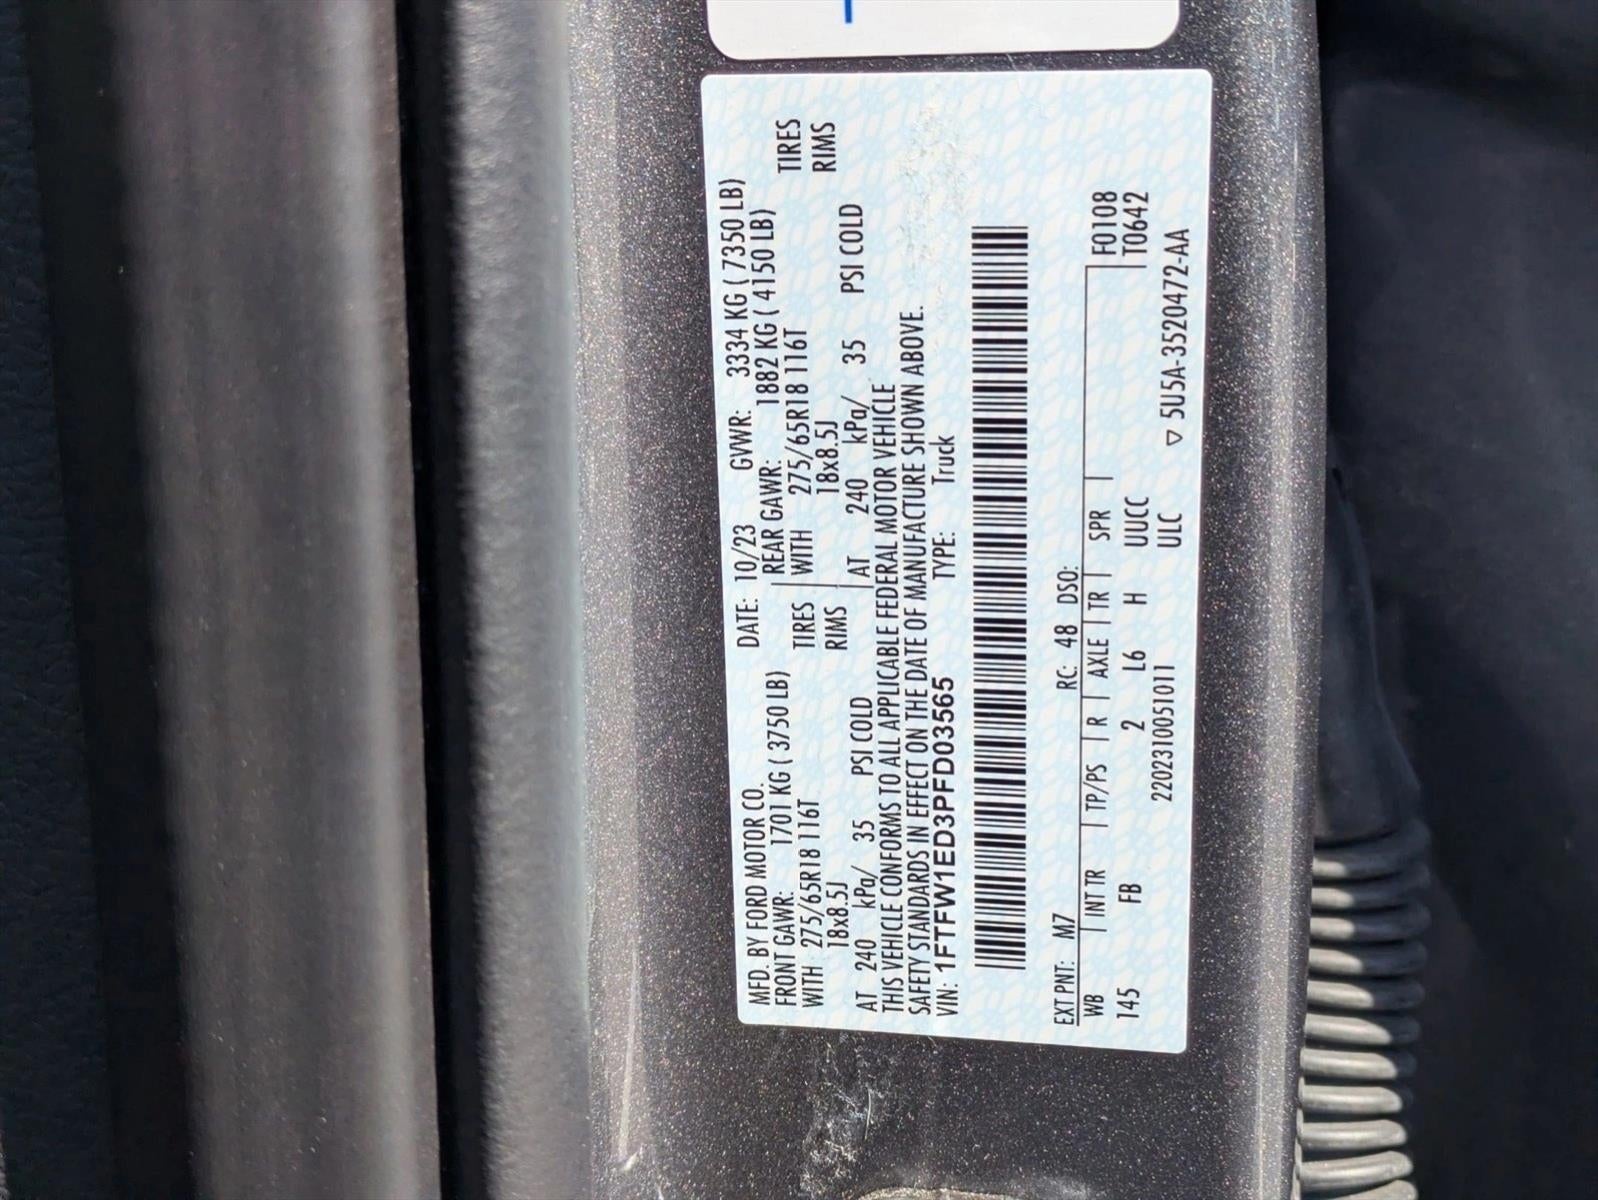 MFD. BY FORD MOTOR CO. DATE: 10/23 GVWR: 3334 KG ( 7350 LB)
FRONT GAWR: 1701 KG ( 3750 LB) REAR GAWR: 1882 KG ( 4150 LB)
WITH 275/65R18 116T TIRES WITH 275/65R18 116T TIRES
18x8.5J RIMS 18x8.5J RIMS
AT 240 kPa/ 35 PSI COLD AT 240 kPa/ 35 PSI COLD
THIS VEHICLE CONFORMS TO ALL APPLICABLE FEDERAL MOTOR VEHICLE
SAFETY STANDARDS IN EFFECT ON THE DATE OF MANUFACTURE SHOWN ABOVE.
VIN: 1FTFW1ED3PFD03565 TYPE: Truck
EXT PNT: M7 RC: 48 DSO:
WB INT TR TP/PS R AXLE TR SPR F0108
145 FB 2 L6 H UUCC T0642
2202310051011 ULC ▽ 5U5A-3520472-AA